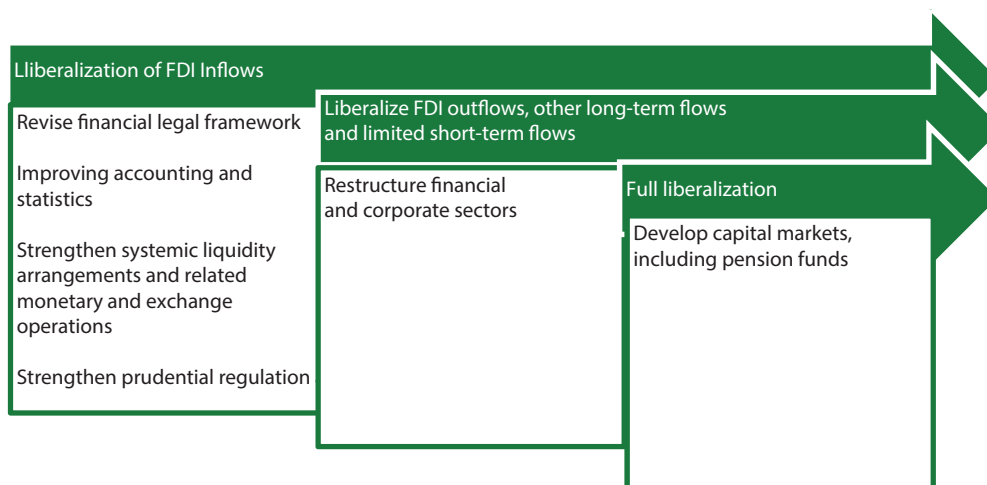 Lliberalization of FDI Inflows
Revise financial legal framework
Improving accounting and
statistics
Strengthen systemic liquidity
arrangements and related
monetary and exchange
operations
Strengthen prudential regulation
Liberalize FDI outflows, other long-term flows
and limited short-term flows
Restructure financial
and corporate sectors
Full liberalization
Develop capital markets,
including pension funds